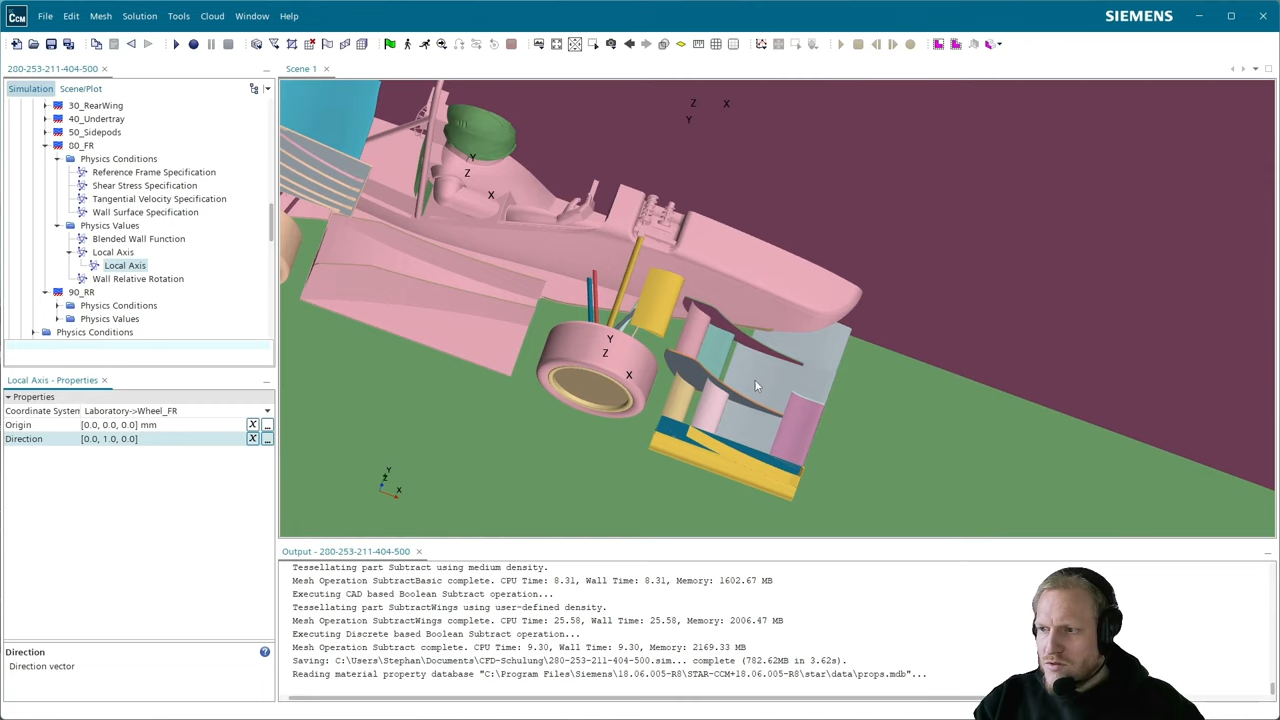 CCM
File Edit Mesh Solution Tools Cloud Window Help
SIEMENS
280-253-211-404-500
Scene 1
Simulation Scene/Plot
30_RearWing
40_Undertray
50_Sidepods
80_FR
Physics Conditions
Reference Frame Specification
Shear Stress Specification
Tangential Velocity Specification
Wall Surface Specification
Physics Values
Blended Wall Function
Local Axis
Local Axis
Wall Relative Rotation
90_RR
Physics Conditions
Physics Values
Physics Conditions
Z X
Y
Y
Z
X
Y
Z
X
Y
Z
X
Local Axis - Properties
Properties
Coordinate System Laboratory->Wheel_FR
Origin [0.0, 0.0, 0.0] mm
Direction [0.0, 1.0, 0.0]
Direction
Direction vector
Output - 280-253-211-404-500
Tessellating part Subtract using medium density.
Mesh Operation SubtractBasic complete. CPU Time: 8.31, Wall Time: 8.31, Memory: 1602.67 MB
Executing CAD based Boolean Subtract operation...
Tessellating part SubtractWings using user-defined density.
Mesh Operation SubtractWings complete. CPU Time: 25.58, Wall Time: 25.58, Memory: 2006.47 MB
Executing Discrete based Boolean Subtract operation...
Mesh Operation Subtract complete. CPU Time: 9.30, Wall Time: 9.30, Memory: 2169.33 MB
Saving: C:\Users\Stephan\Documents\CFD-Schulung\280-253-211-404-500.sim... complete (782.62MB in 3.62s).
Reading material property database "C:\Program Files\Siemens\18.06.005-R8\STAR-CCM+18.06.005-R8\star\data\props.mdb"...